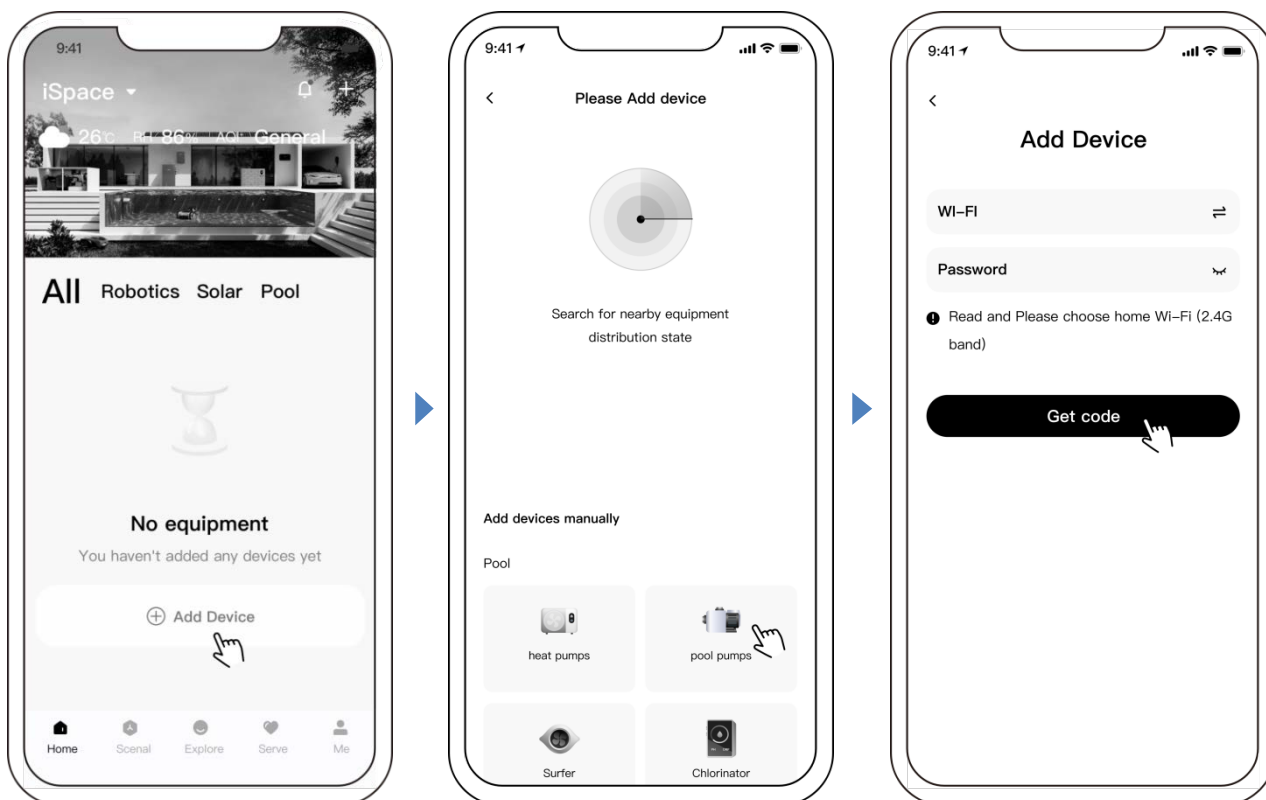 9:41
iSpace
26°C RH 86% AQI General
All Robotics Solar Pool
No equipment
You haven't added any devices yet
Add Device
Home Scenal Explore Serve Me
9:41
Please Add device
Search for nearby equipment
distribution state
Add devices manually
Pool
heat pumps pool pumps
Surfer Chlorinator
9:41
Add Device
WI-FI
Password
Read and Please choose home Wi-Fi (2.4G
band)
Get code